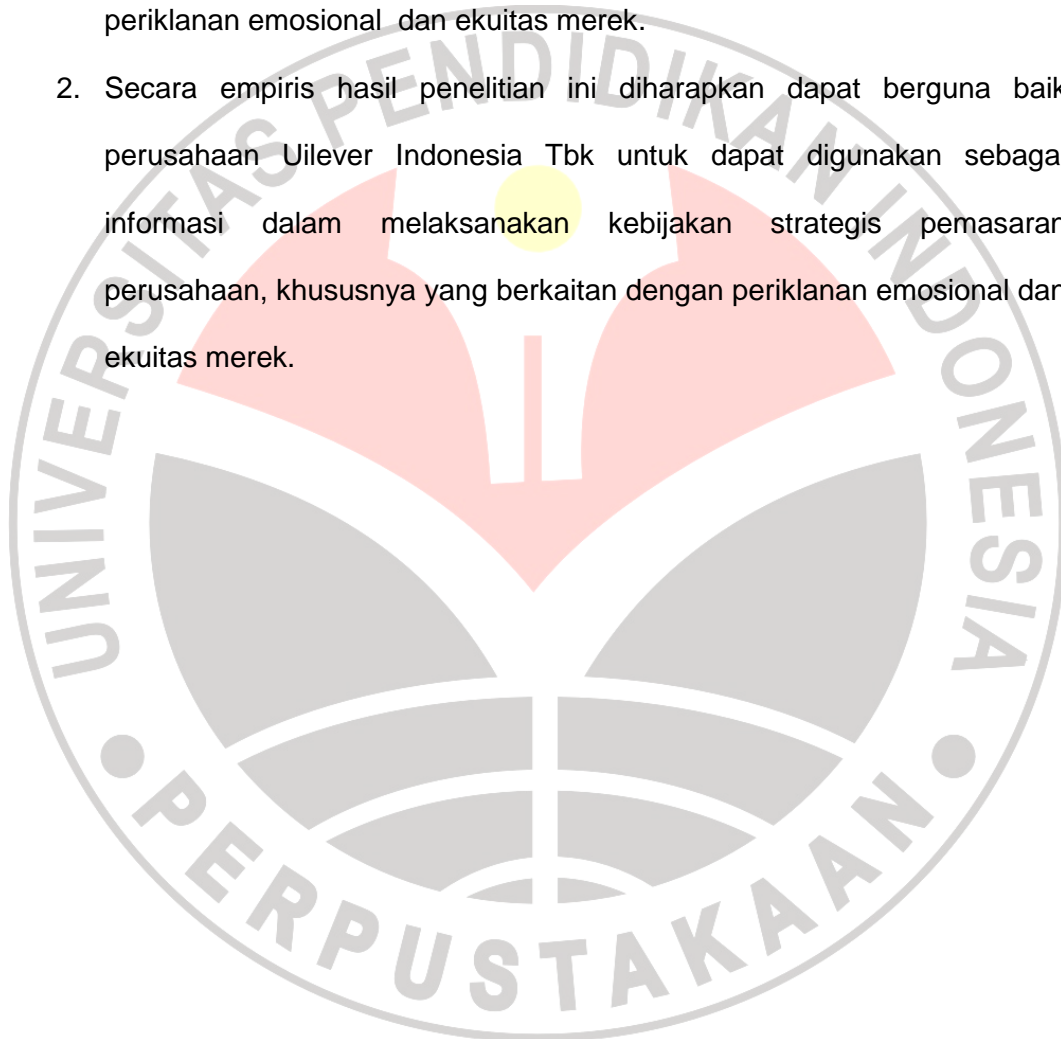 periklanan emosional dan ekuitas merek.
2. Secara empiris hasil penelitian ini diharapkan dapat berguna baik
perusahaan Uilever Indonesia Tbk untuk dapat digunakan sebaga
informasi dalam melaksanakan kebijakan strategis pemasaran
perusahaan, khususnya yang berkaitan dengan periklanan emosional dan
ekuitas merek.
UNIVERSITAS PENDIDIKAN INDONESIA
PERPUSTAKAAN